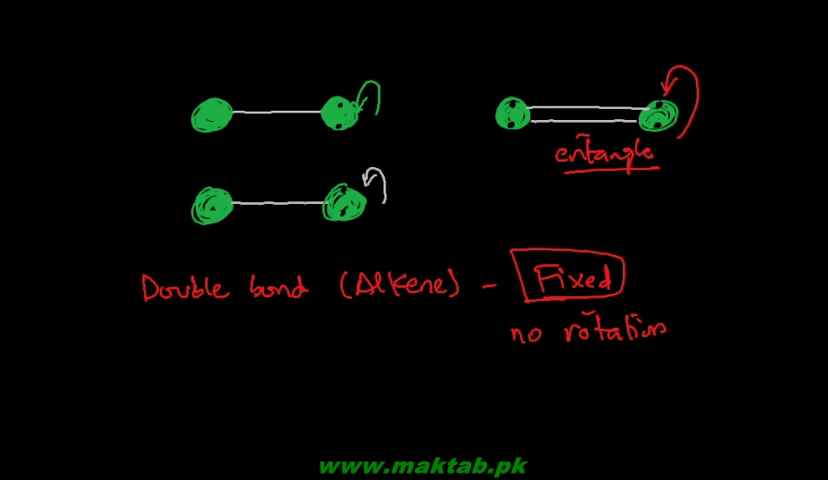 entangle
Double bond (Alkene) - Fixed
no rotation
www.maktab.pk